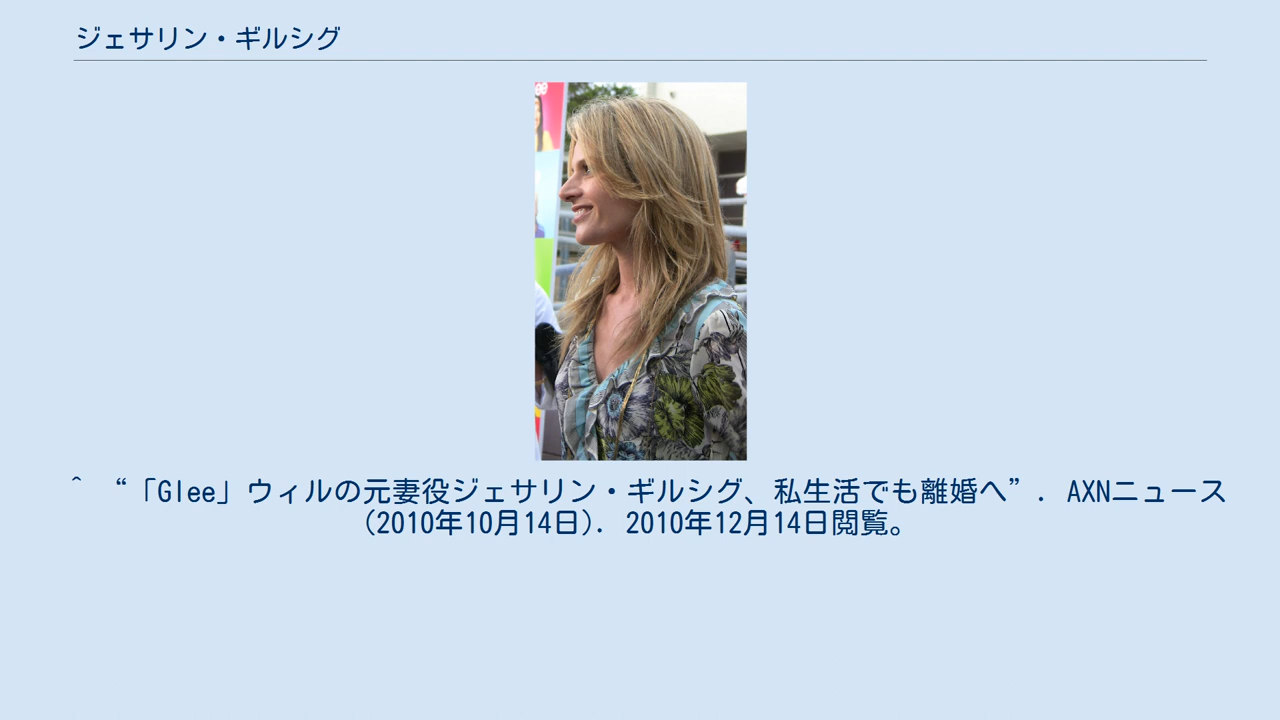 ジェサリン・ギルシグ
^ “「Glee」ウィルの元妻役ジェサリン・ギルシグ、私生活でも離婚へ”. AXNニュース
(2010年10月14日). 2010年12月14日閲覧。